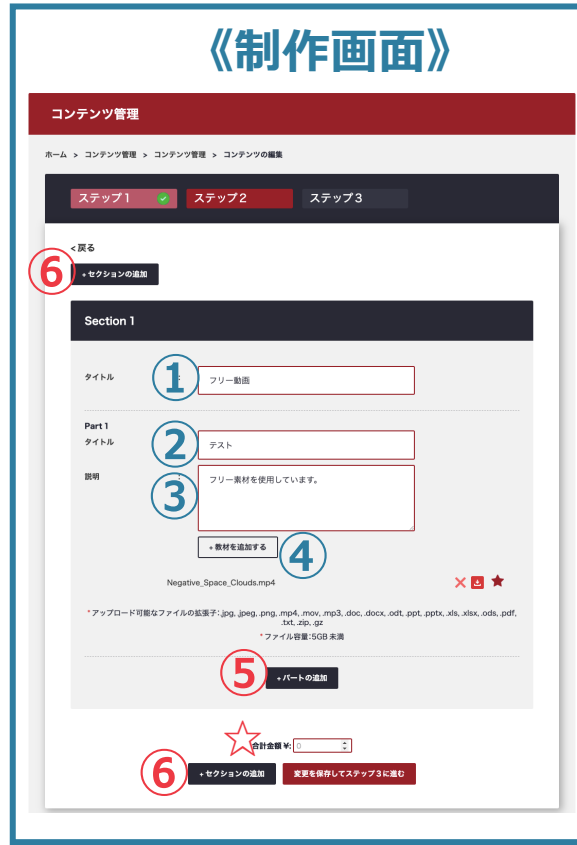 《制作画面》
コンテンツ管理
ホーム > コンテンツ管理 > コンテンツ管理 > コンテンツの編集
ステップ1 ステップ2 ステップ3
<戻る
⑥ +セクションの追加
Section 1
タイトル ① : フリー動画
Part 1
タイトル ② テスト
説明 ③ : フリー素材を使用しています。
+教材を追加する ④
Negative_Space_Clouds.mp4
*アップロード可能なファイルの拡張子:.jpg, .jpeg, .png, .mp4, .mov, .mp3, .doc, .docx, .odt, .ppt, .pptx, .xls, .xlsx, .ods, .pdf,
.txt, .zip, .gz
*ファイル容量:5GB 未満
⑤ +パートの追加
合計金額 ¥: 0
⑥ +セクションの追加 変更を保存してステップ3に進む